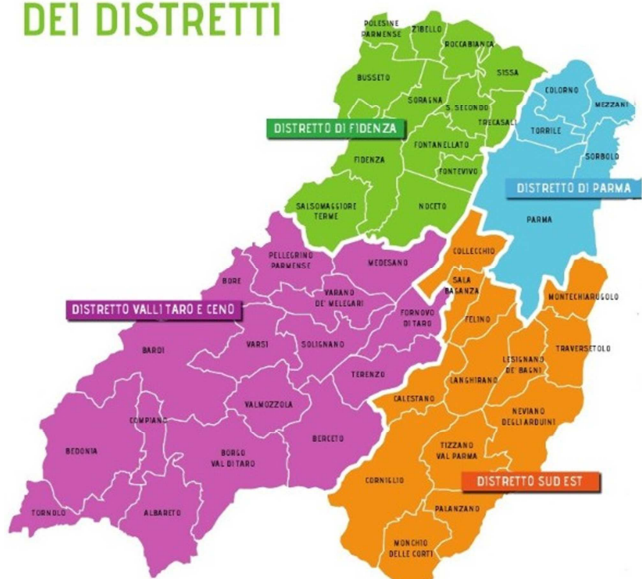 DEI DISTRETTI
POLESINE
PARMENSE
ZIBELLO
ROCCABIANCA
BUSSETO
SISSA
SORAGNA
S. SECONDO
TRECASALI
DISTRETTO DI FIDENZA
FONTANELLATO
FIDENZA
FONTEVIVO
SALSOMAGGIORE
TERME
NOCETO
COLORNO
MEZZANI
TORRILE
SORBOLO
DISTRETTO DI PARMA
PARMA
PELLEGRINO
PARMENSE
MEDESANO
BORE
VARANO
DE' MELEGARI
DISTRETTO VALLI TARO E CENO
FORNOVO
DI TARO
VARSI
SOLIGNANO
BARDI
TERENZO
VALMOZZOLA
COMPIANO
BEDONIA
BORGO
VAL DI TARO
BERCETO
TORNOLO
ALBARETO
COLLECCHIO
SALA
BAGANZA
MONTECHIARUGOLO
FELINO
TRAVERSETOLO
LESIGNANO
DE' BAGNI
LANGHIRANO
CALESTANO
NEVIANO
DEGLI ARDUINI
TIZZANO
VAL PARMA
CORNIGLIO
DISTRETTO SUD EST
PALANZANO
MONCHIO
DELLE CORTI